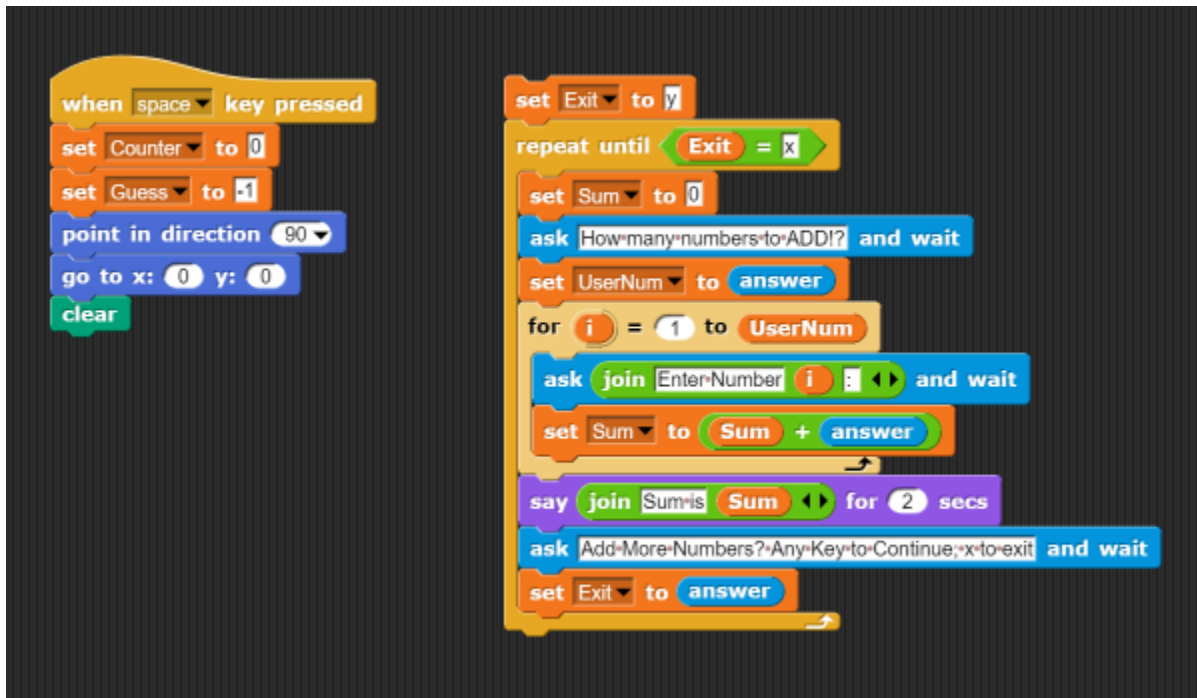 when space key pressed
set Counter to 0
set Guess to -1
point in direction 90
go to x: 0 y: 0
clear
set Exit to y
repeat until Exit = x
set Sum to 0
ask How many numbers to ADD!? and wait
set UserNum to answer
for i = 1 to UserNum
ask join Enter Number i : and wait
set Sum to Sum + answer
say join Sum is Sum for 2 secs
ask Add More Numbers? Any Key to Continue; x to exit and wait
set Exit to answer